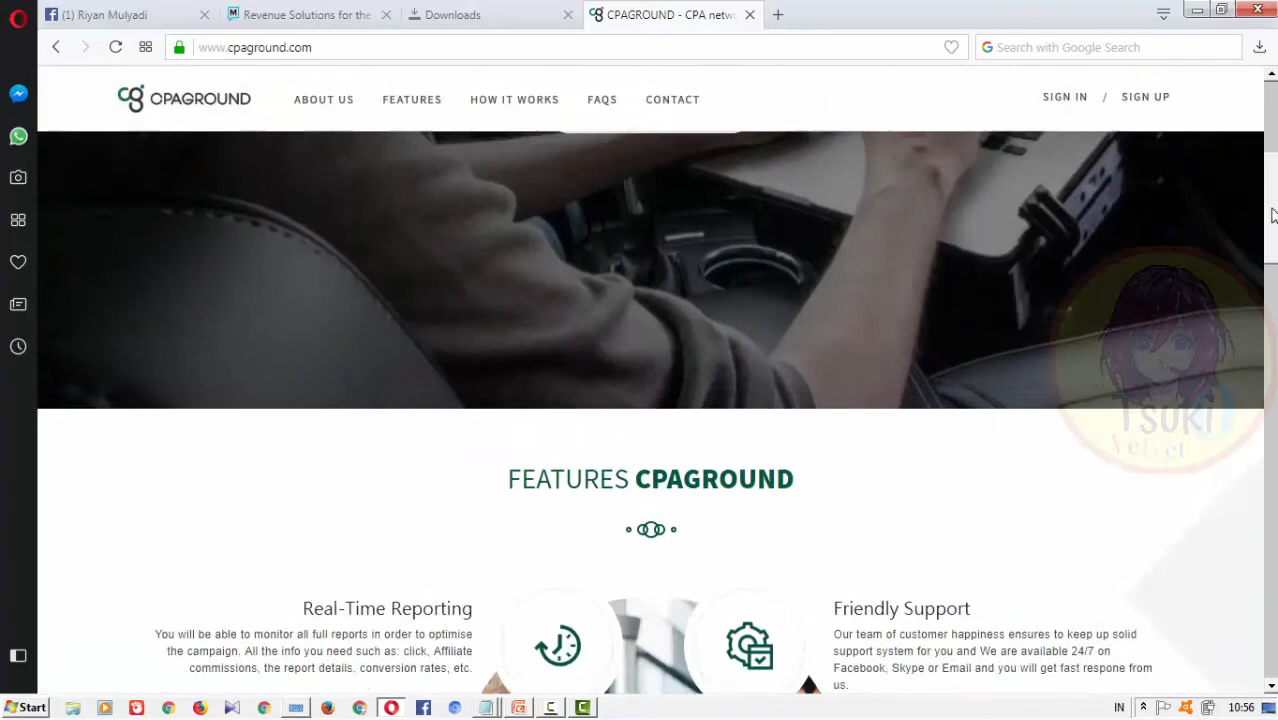 (1) Riyan Mulyadi
Revenue Solutions for the
Downloads
CPAGROUND - CPA netw
www.cpaground.com
Search with Google Search
CPAGROUND
ABOUT US
FEATURES
HOW IT WORKS
FAQS
CONTACT
SIGN IN / SIGN UP
TSUKI
Velvet
FEATURES CPAGROUND
Real-Time Reporting
You will be able to monitor all full reports in order to optimise
the campaign. All the info you need such as: click, Affiliate
commissions, the report details, conversion rates, etc.
Friendly Support
Our team of customer happiness ensures to keep up solid
support system for you and We are available 24/7 on
Facebook, Skype or Email and you will get fast respone from
us.
Start
IN
10:56